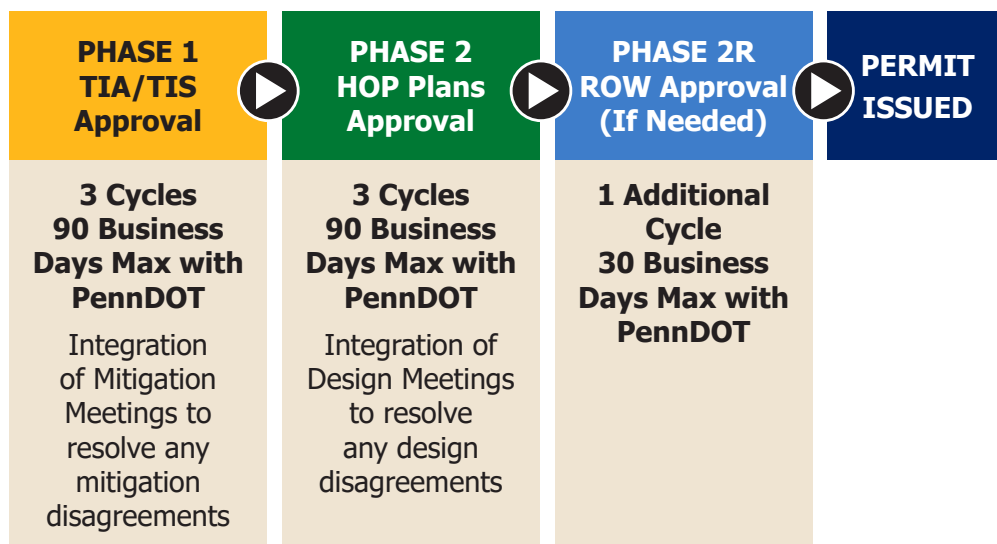 PHASE 1
TIA/TIS
Approval
PHASE 2
HOP Plans
Approval
PHASE 2R
ROW Approval
(If Needed)
PERMIT
ISSUED
3 Cycles
90 Business
Days Max with
PennDOT
Integration
of Mitigation
Meetings to
resolve any
mitigation
disagreements
3 Cycles
90 Business
Days Max with
PennDOT
Integration of
Design Meetings
to resolve
any design
disagreements
1 Additional
Cycle
30 Business
Days Max with
PennDOT